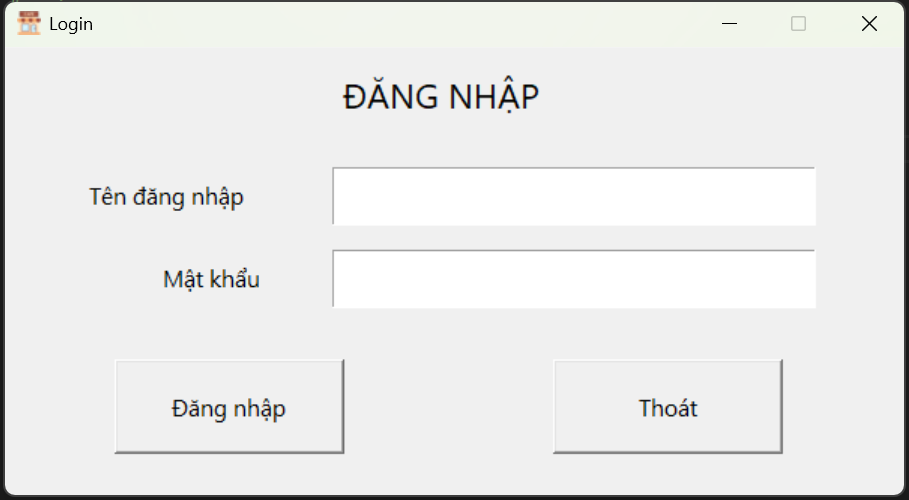 Login
ĐĂNG NHẬP
Tên đăng nhập
Mật khẩu
Đăng nhập
Thoát